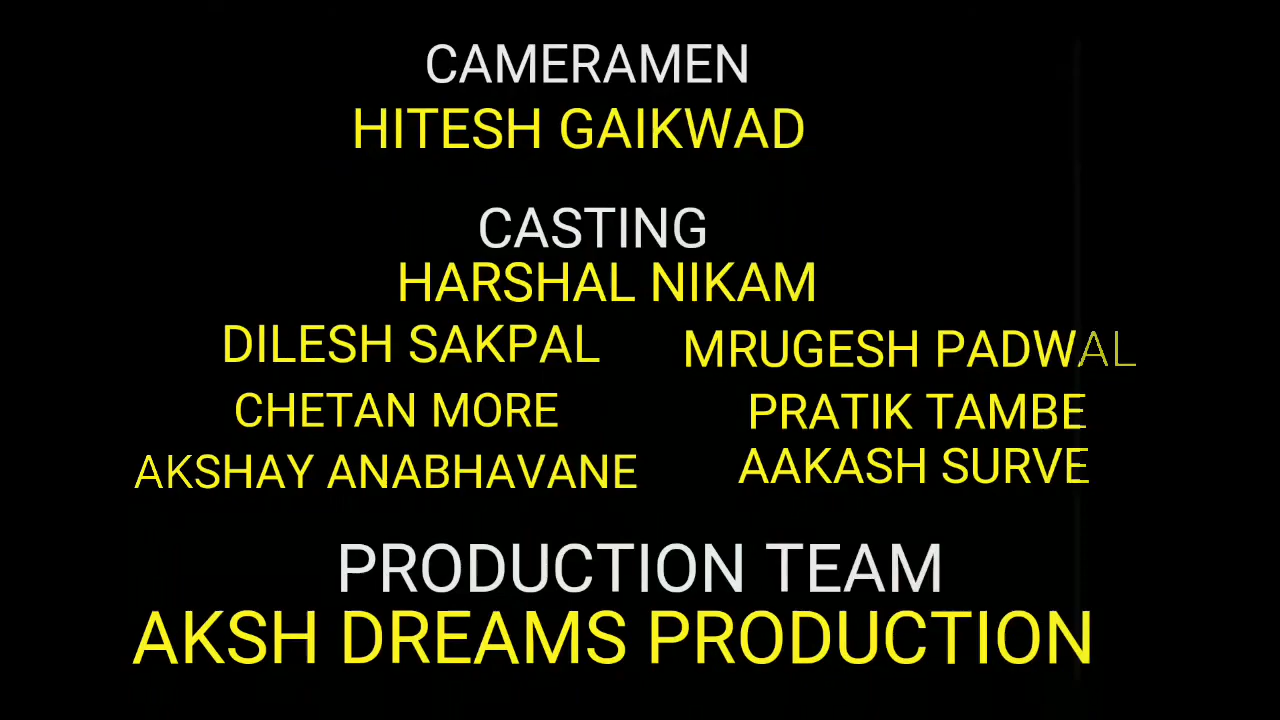 CAMERAMEN
HITESH GAIKWAD
CASTING
HARSHAL NIKAM
DILESH SAKPAL MRUGESH PADWAL
CHETAN MORE PRATIK TAMBE
AKSHAY ANABHAVANE AAKASH SURVE
PRODUCTION TEAM
AKSH DREAMS PRODUCTION